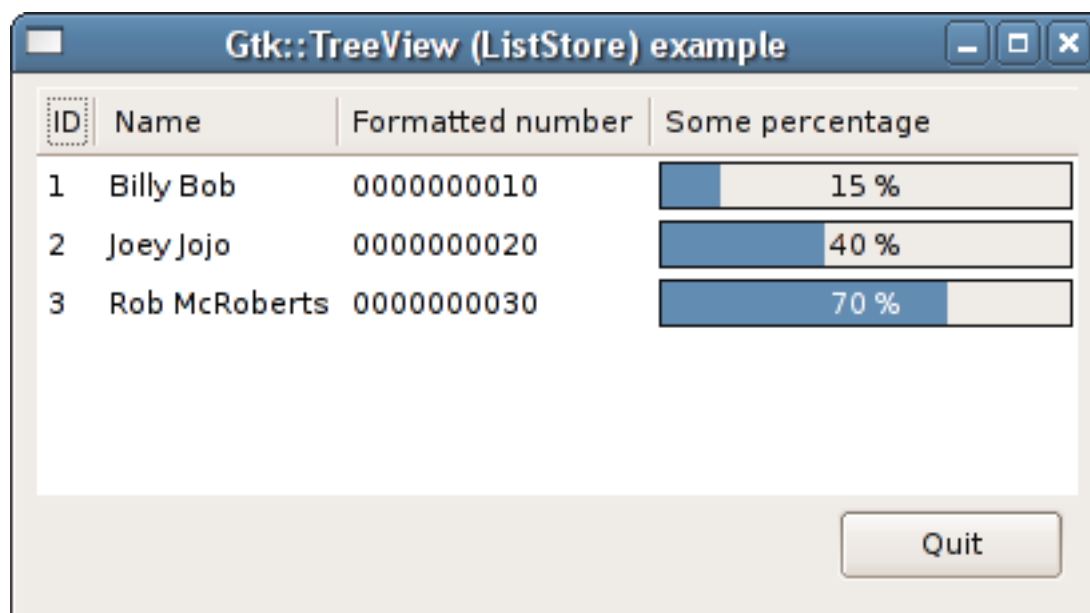 Gtk::TreeView (ListStore) example
ID Name Formatted number Some percentage
1 Billy Bob 0000000010 15 %
2 Joey Jojo 0000000020 40 %
3 Rob McRoberts 0000000030 70 %
Quit